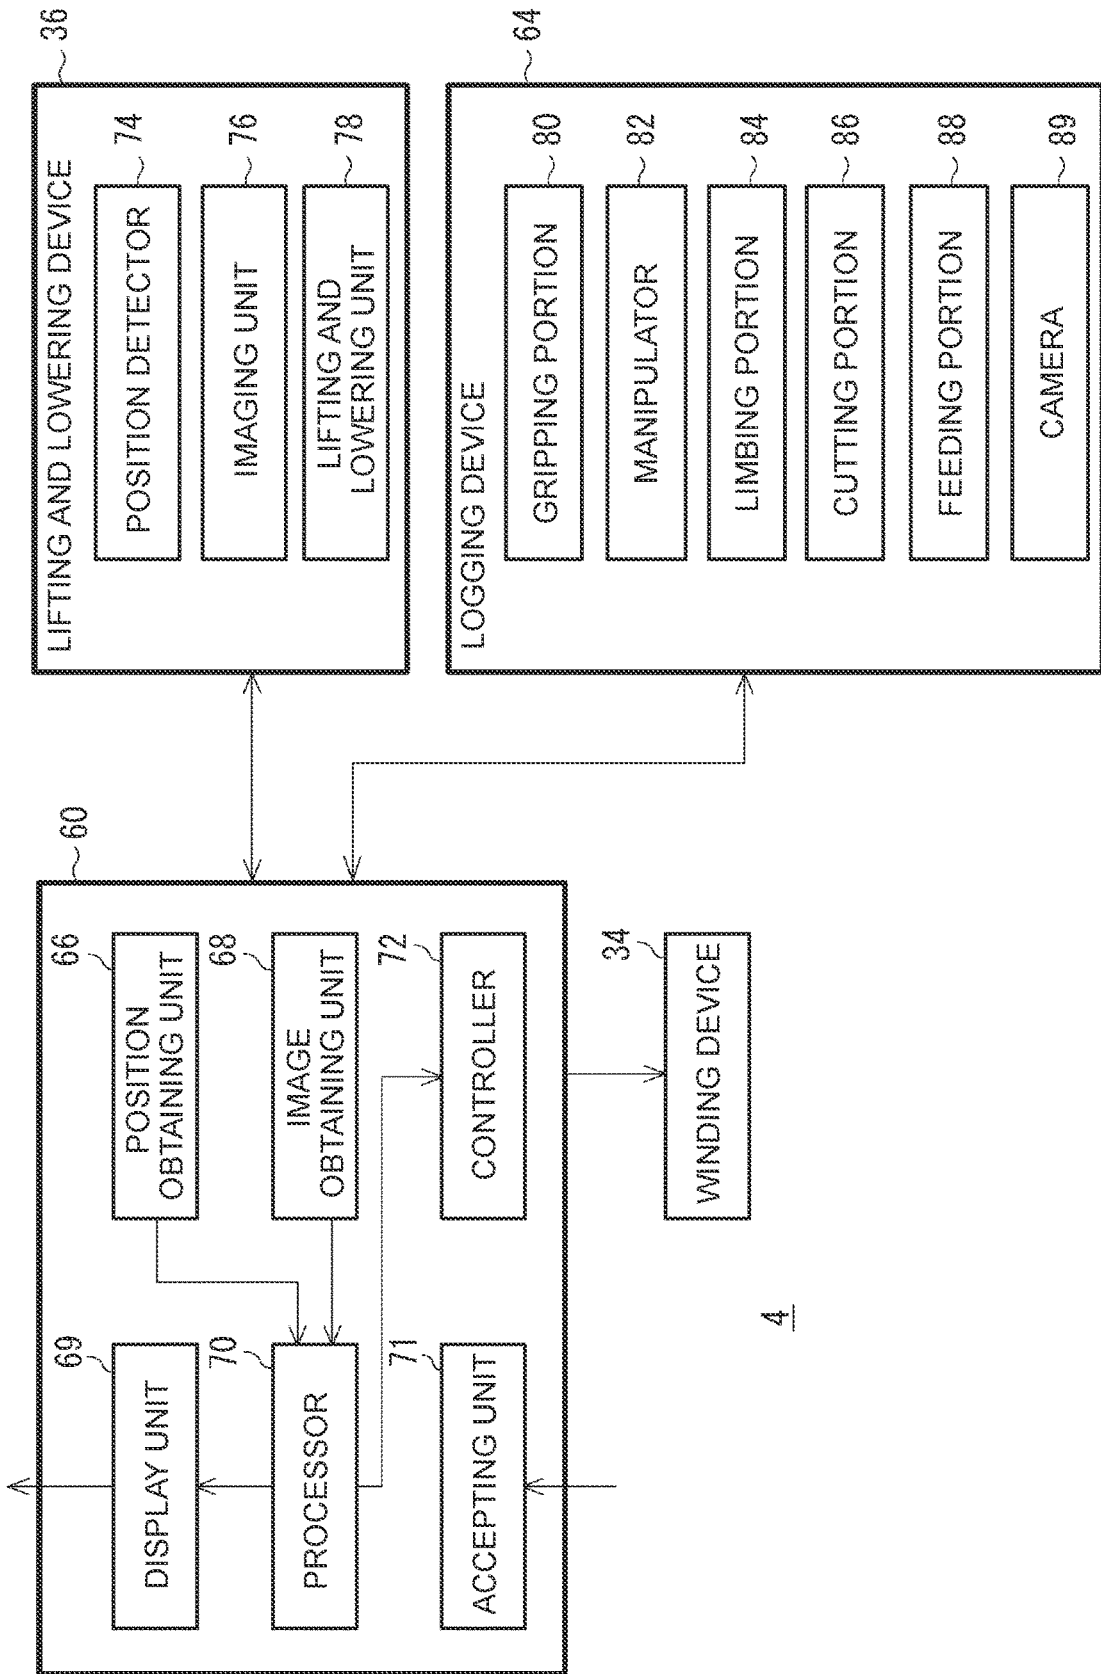 60
69
DISPLAY UNIT
66
POSITION
OBTAINING UNIT
70
PROCESSOR
68
IMAGE
OBTAINING UNIT
71
ACCEPTING UNIT
72
CONTROLLER
34
WINDING DEVICE
36
LIFTING AND LOWERING DEVICE
POSITION DETECTOR
74
IMAGING UNIT
76
LIFTING AND
LOWERING UNIT
78
64
LOGGING DEVICE
GRIPPING PORTION
80
MANIPULATOR
82
LIMBING PORTION
84
CUTTING PORTION
86
FEEDING PORTION
88
CAMERA
89
4